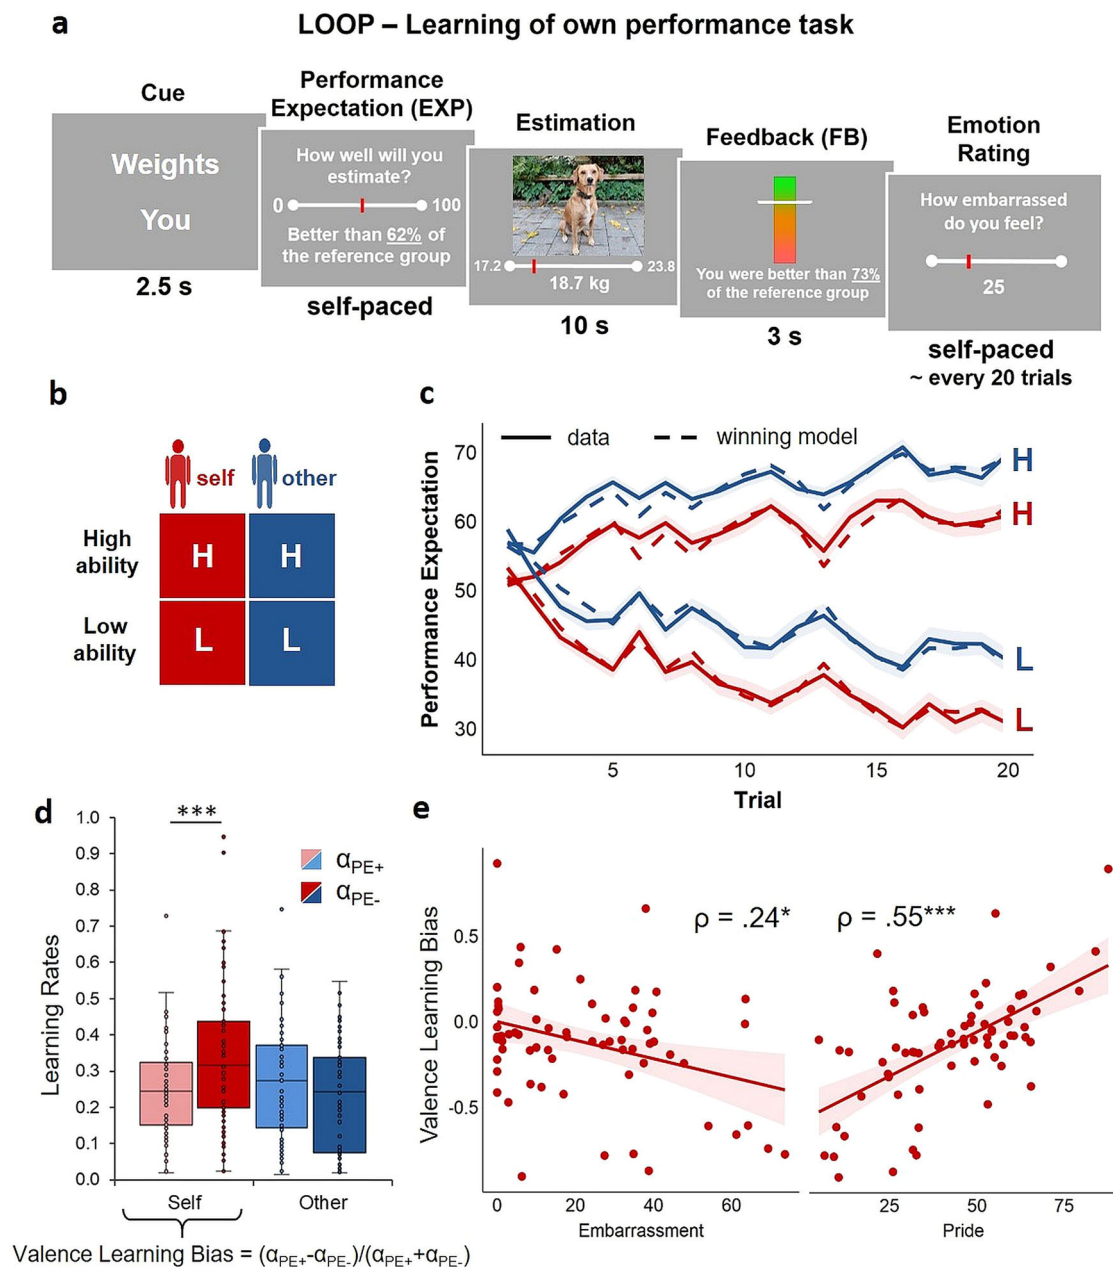 a
LOOP – Learning of own performance task
Cue
Weights
You
2.5 s
Performance
Expectation (EXP)
How well will you
estimate?
0 100
Better than 62% of
the reference group
self-paced
Estimation
17.2 23.8
18.7 kg
10 s
Feedback (FB)
You were better than 73%
of the reference group
3 s
Emotion
Rating
How embarrassed
do you feel?
25
self-paced
~ every 20 trials
b
self other
High
ability
H H
Low
ability
L L
c
data winning model
Performance Expectation
70
60
50
40
30
H
H
L
L
5 10 15 20
Trial
d
***
Learning Rates
1.0
0.9
0.8
0.7
0.6
0.5
0.4
0.3
0.2
0.1
0.0
αPE+
αPE-
Self Other
Valence Learning Bias = (αPE+-αPE-)/(αPE++αPE-)
e
Valence Learning Bias
0.5
0.0
-0.5
ρ = .24* ρ = .55***
0 20 40 60
Embarrassment
25 50 75
Pride